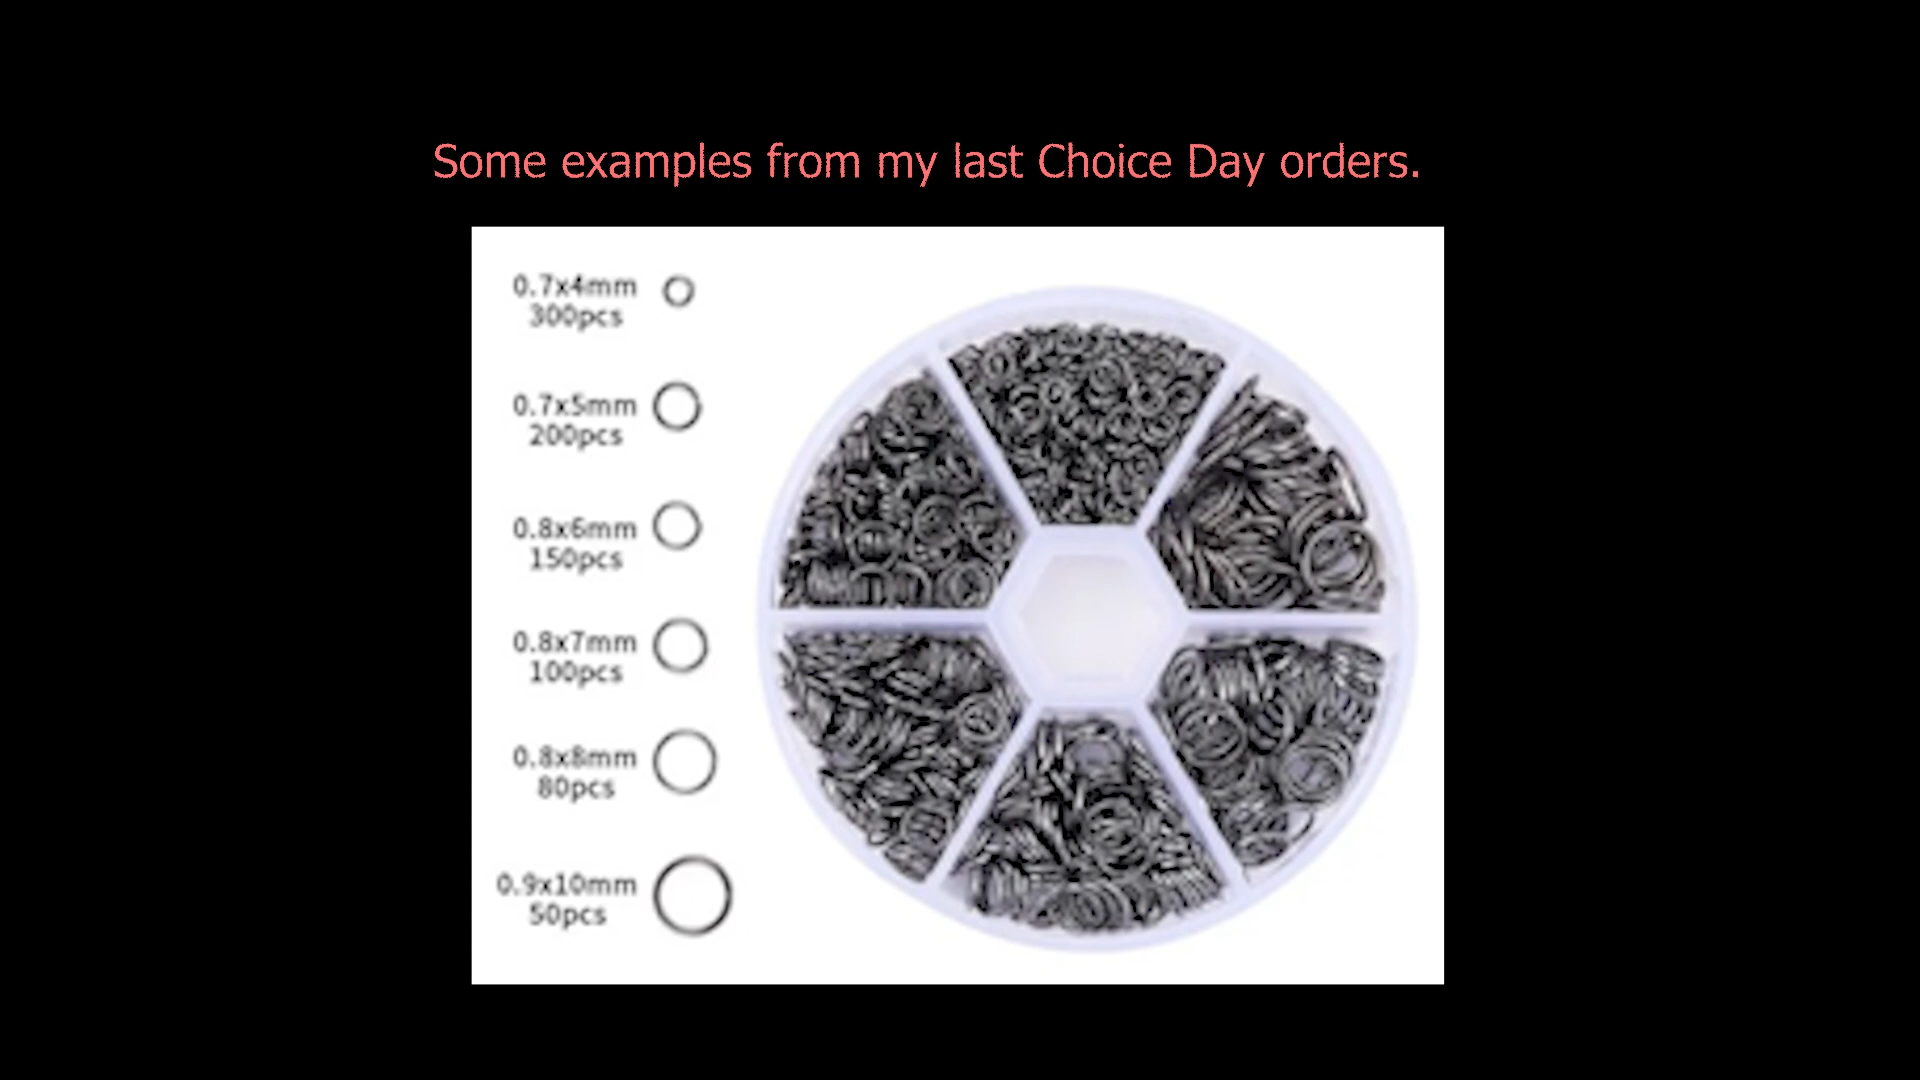 Some examples from my last Choice Day orders.
0.7x4mm
300pcs
0.7x5mm
200pcs
0.8x6mm
150pcs
0.8x7mm
100pcs
0.8x8mm
80pcs
0.9x10mm
50pcs